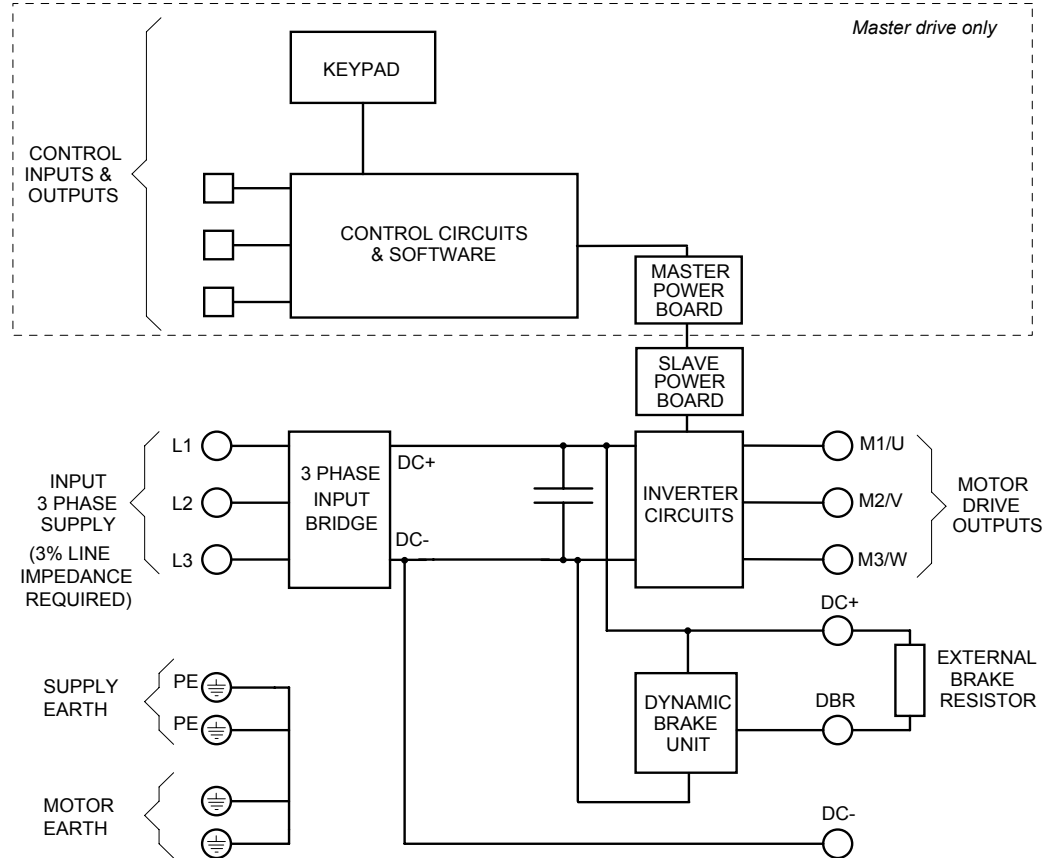 Master drive only
KEYPAD
CONTROL
INPUTS &
OUTPUTS
CONTROL CIRCUITS
& SOFTWARE
MASTER
POWER
BOARD
SLAVE
POWER
BOARD
INPUT
3 PHASE
SUPPLY
(3% LINE
IMPEDANCE
REQUIRED)
L1
L2
L3
3 PHASE
INPUT
BRIDGE
DC+
DC-
INVERTER
CIRCUITS
M1/U
M2/V
M3/W
MOTOR
DRIVE
OUTPUTS
DC+
EXTERNAL
BRAKE
RESISTOR
DYNAMIC
BRAKE
UNIT
DBR
DC-
SUPPLY
EARTH
PE
PE
MOTOR
EARTH